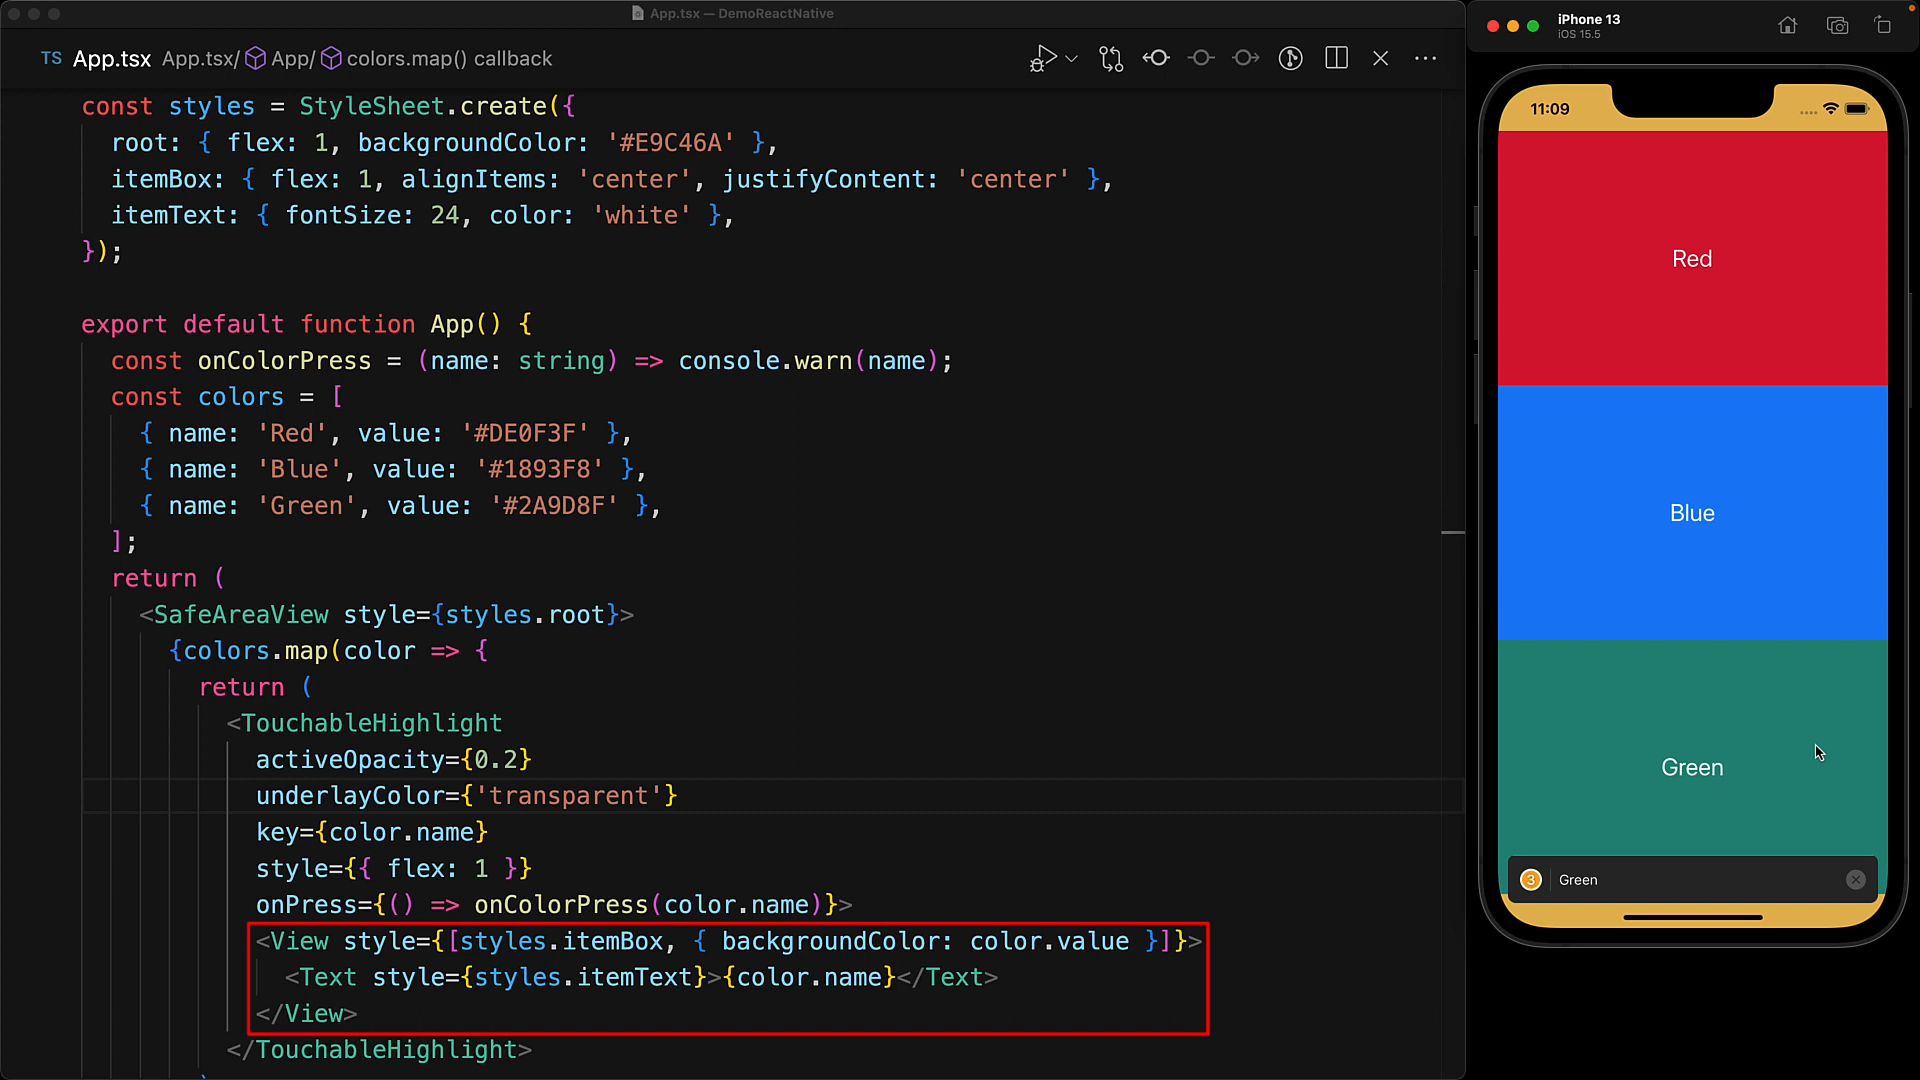 App.tsx — DemoReactNative
TS App.tsx App.tsx/ App/ colors.map() callback
const styles = StyleSheet.create({
root: { flex: 1, backgroundColor: '#E9C46A' },
itemBox: { flex: 1, alignItems: 'center', justifyContent: 'center' },
itemText: { fontSize: 24, color: 'white' },
});
export default function App() {
const onColorPress = (name: string) => console.warn(name);
const colors = [
{ name: 'Red', value: '#DE0F3F' },
{ name: 'Blue', value: '#1893F8' },
{ name: 'Green', value: '#2A9D8F' },
];
return (
<SafeAreaView style={styles.root}>
{colors.map(color => {
return (
<TouchableHighlight
activeOpacity={0.2}
underlayColor={'transparent'}
key={color.name}
style={{ flex: 1 }}
onPress={() => onColorPress(color.name)}>
<View style={[styles.itemBox, { backgroundColor: color.value }]}>
<Text style={styles.itemText}>{color.name}</Text>
</View>
</TouchableHighlight>
iPhone 13
iOS 15.5
11:09
Red
Blue
Green
3 Green